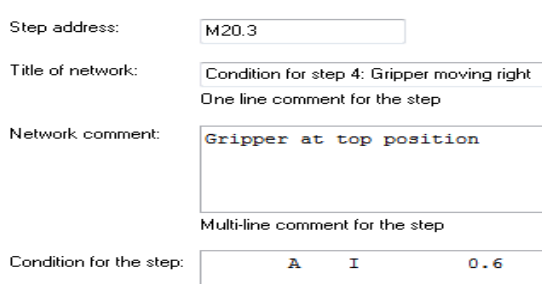 Step address: M20.3
Title of network: Condition for step 4: Gripper moving right
One line comment for the step
Network comment: Gripper at top position
Multi-line comment for the step
Condition for the step: A I 0.6